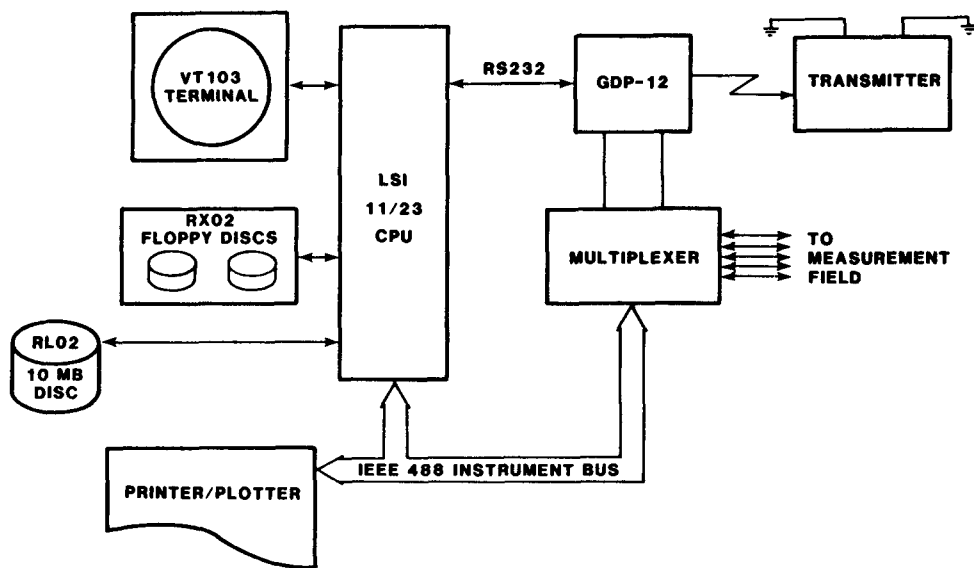 VT103
TERMINAL
RX02
FLOPPY DISCS
RL02
10 MB
DISC
PRINTER/PLOTTER
LSI
11/23
CPU
RS232
GDP-12
TRANSMITTER
MULTIPLEXER
TO
MEASUREMENT
FIELD
IEEE 488 INSTRUMENT BUS